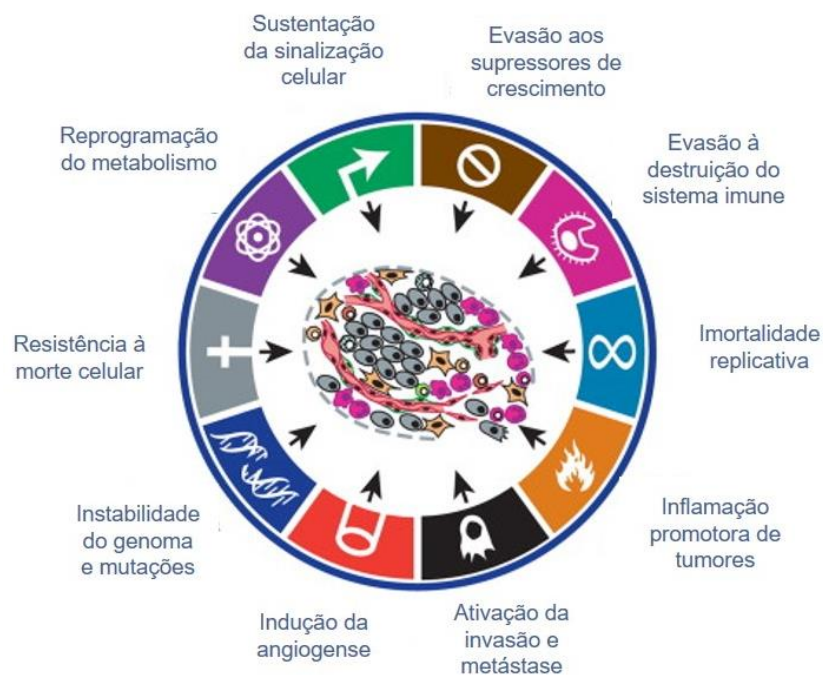 Sustentação
da sinalização
celular
Evasão aos
supressores de
crescimento
Reprogramação
do metabolismo
Evasão à
destruição do
sistema imune
Resistência à
morte celular
Imortalidade
replicativa
Instabilidade
do genoma
e mutações
Inflamação
promotora de
tumores
Indução da
angiogense
Ativação da
invasão e
metástase